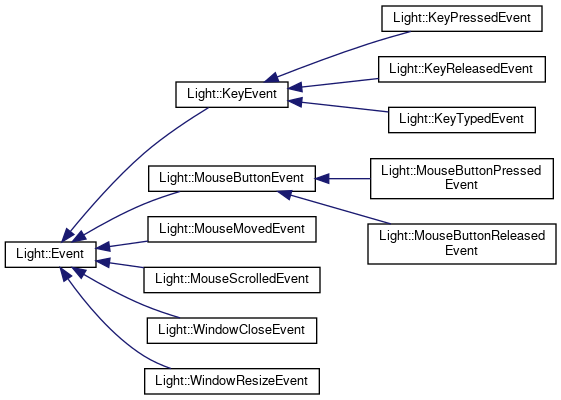 Light::KeyPressedEvent
Light::KeyReleasedEvent
Light::KeyEvent
Light::KeyTypedEvent
Light::MouseButtonPressed
Event
Light::MouseButtonEvent
Light::MouseMovedEvent
Light::MouseButtonReleased
Event
Light::Event
Light::MouseScrolledEvent
Light::WindowCloseEvent
Light::WindowResizeEvent